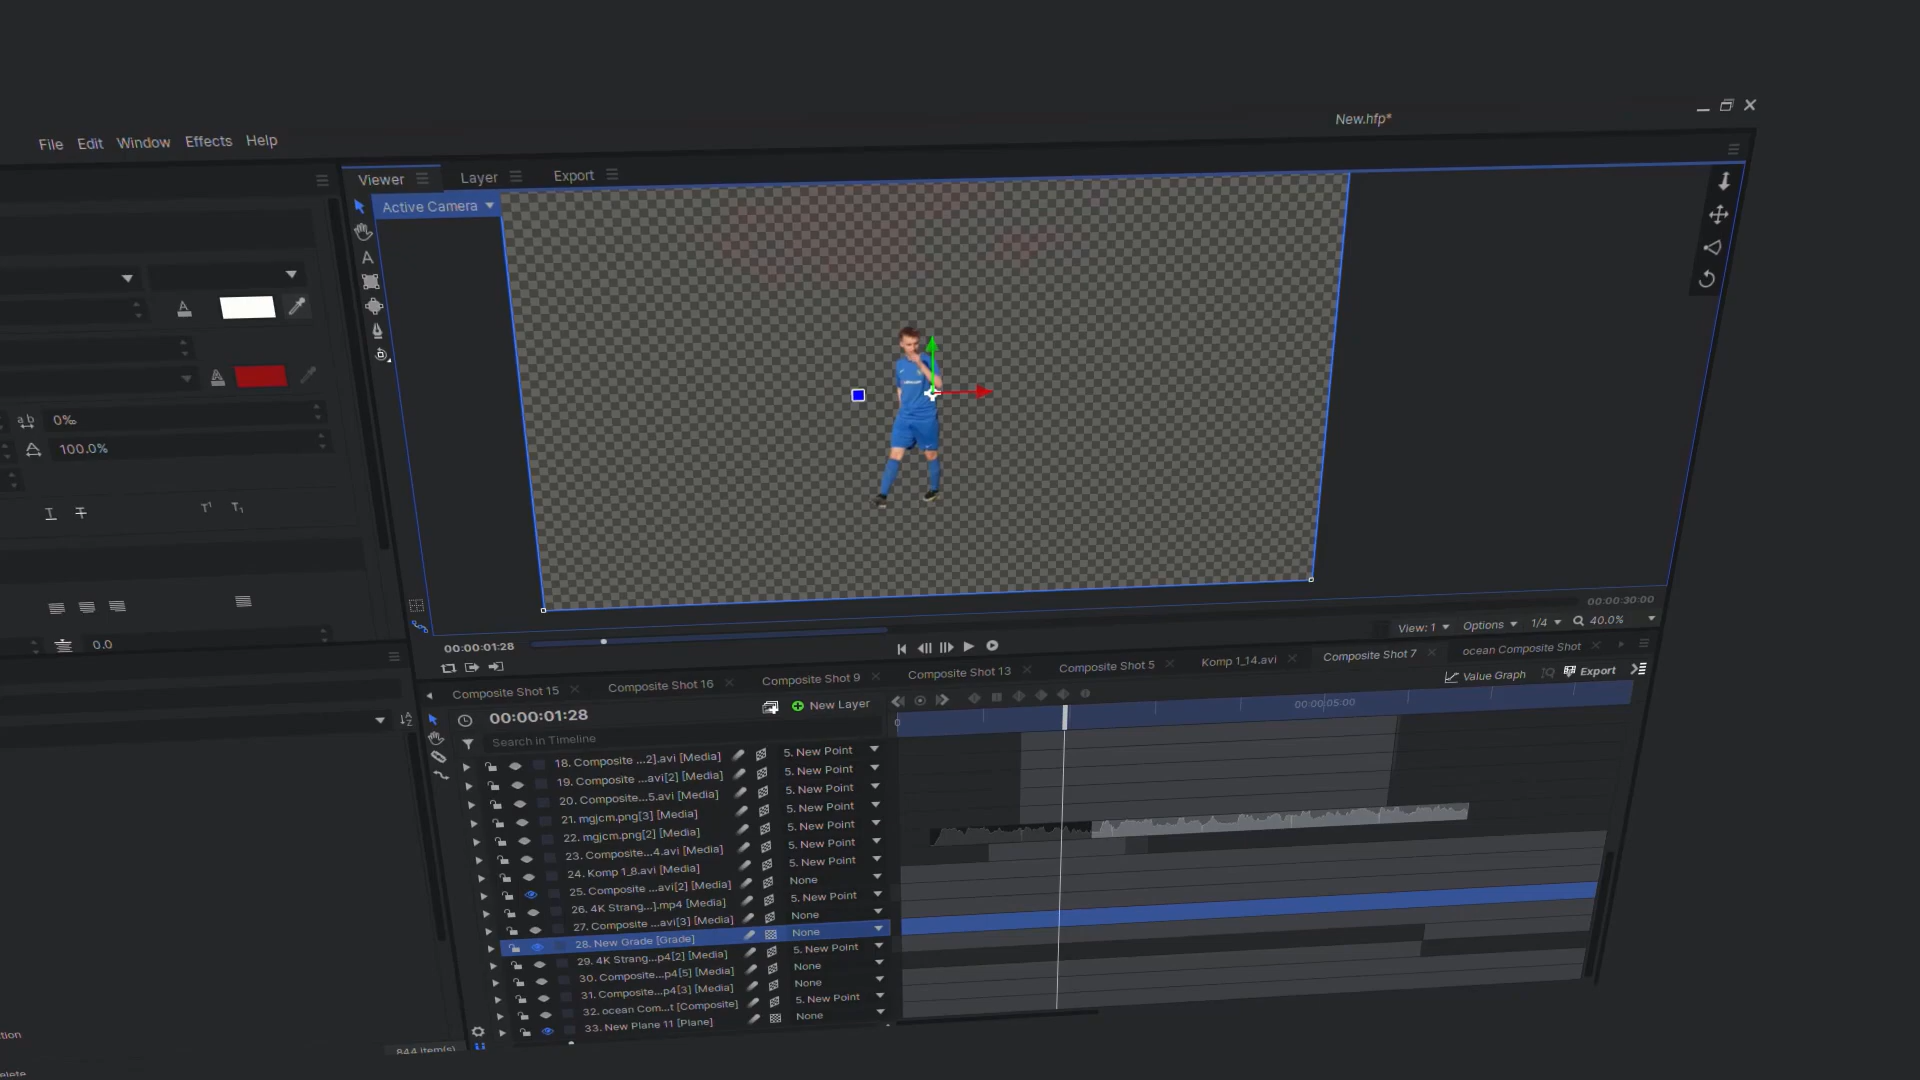 New.hfp*
File Edit Window Effects Help
Viewer Layer Export
Active Camera
0‰
100.0%
T¹ T₁
0.0
00:00:30:00
View: 1 Options 1/4 40.0%
00:00:01:28
Composite Shot 15 Composite Shot 16 Composite Shot 9 Composite Shot 13 Composite Shot 5 Komp 1_14.avi Composite Shot 7 ocean Composite Shot
Value Graph Export
00:00:01:28 New Layer 00:00:05:00
Search in Timeline
18. Composite ...2].avi [Media] 5. New Point
19. Composite ...avi[2] [Media] 5. New Point
20. Composite...5.avi [Media] 5. New Point
21. mgjcm.png[3] [Media] 5. New Point
22. mgjcm.png[2] [Media] 5. New Point
23. Composite...4.avi [Media] 5. New Point
24. Komp 1_8.avi [Media] 5. New Point
25. Composite ...avi[2] [Media] None
26. 4K Strang...].mp4 [Media] 5. New Point
27. Composite ...avi[3] [Media] None
28. New Grade [Grade] None
29. 4K Strang...p4[2] [Media] 5. New Point
30. Composite...p4[5] [Media] None
31. Composite...p4[3] [Media] None
32. ocean Com...t [Composite] 5. New Point
33. New Plane 11 [Plane] None
844 item(s)